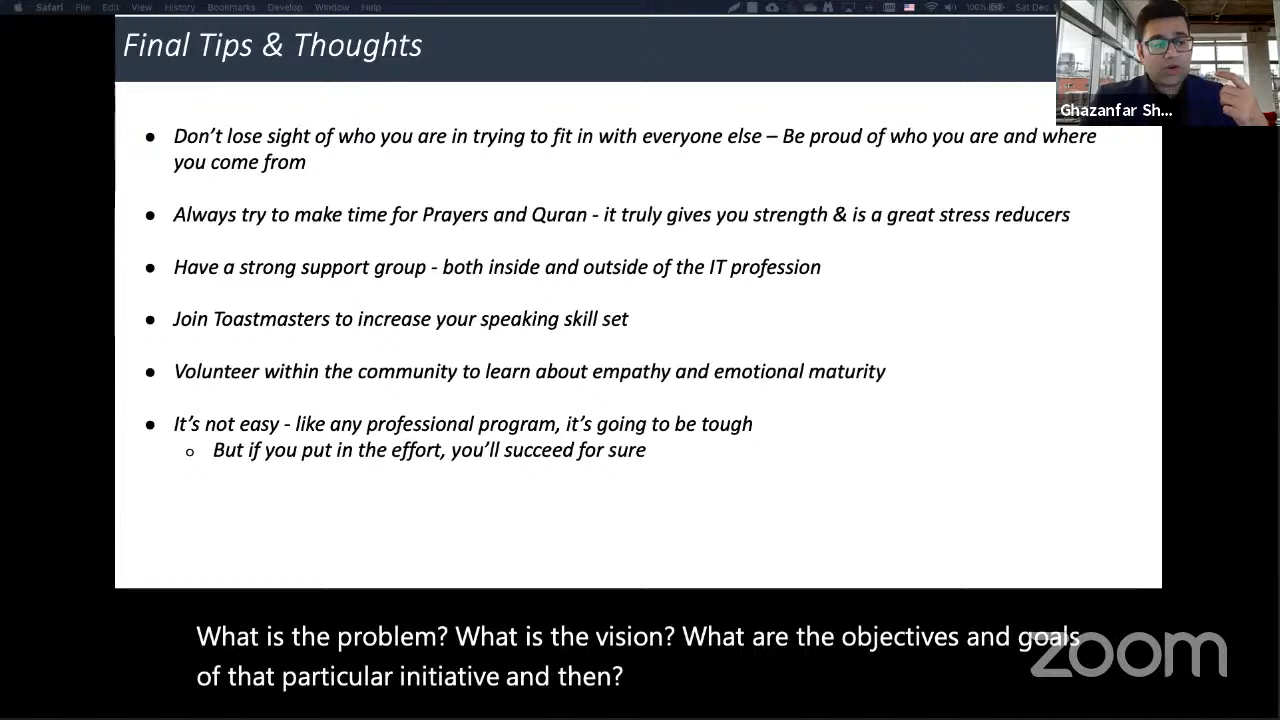 Safari File Edit View History Bookmarks Develop Window Help 100% Sat Dec
Final Tips & Thoughts
Ghazanfar Sh...
● Don't lose sight of who you are in trying to fit in with everyone else – Be proud of who you are and where
you come from
● Always try to make time for Prayers and Quran - it truly gives you strength & is a great stress reducers
● Have a strong support group - both inside and outside of the IT profession
● Join Toastmasters to increase your speaking skill set
● Volunteer within the community to learn about empathy and emotional maturity
● It's not easy - like any professional program, it's going to be tough
○ But if you put in the effort, you'll succeed for sure
What is the problem? What is the vision? What are the objectives and goals
of that particular initiative and then?
zoom